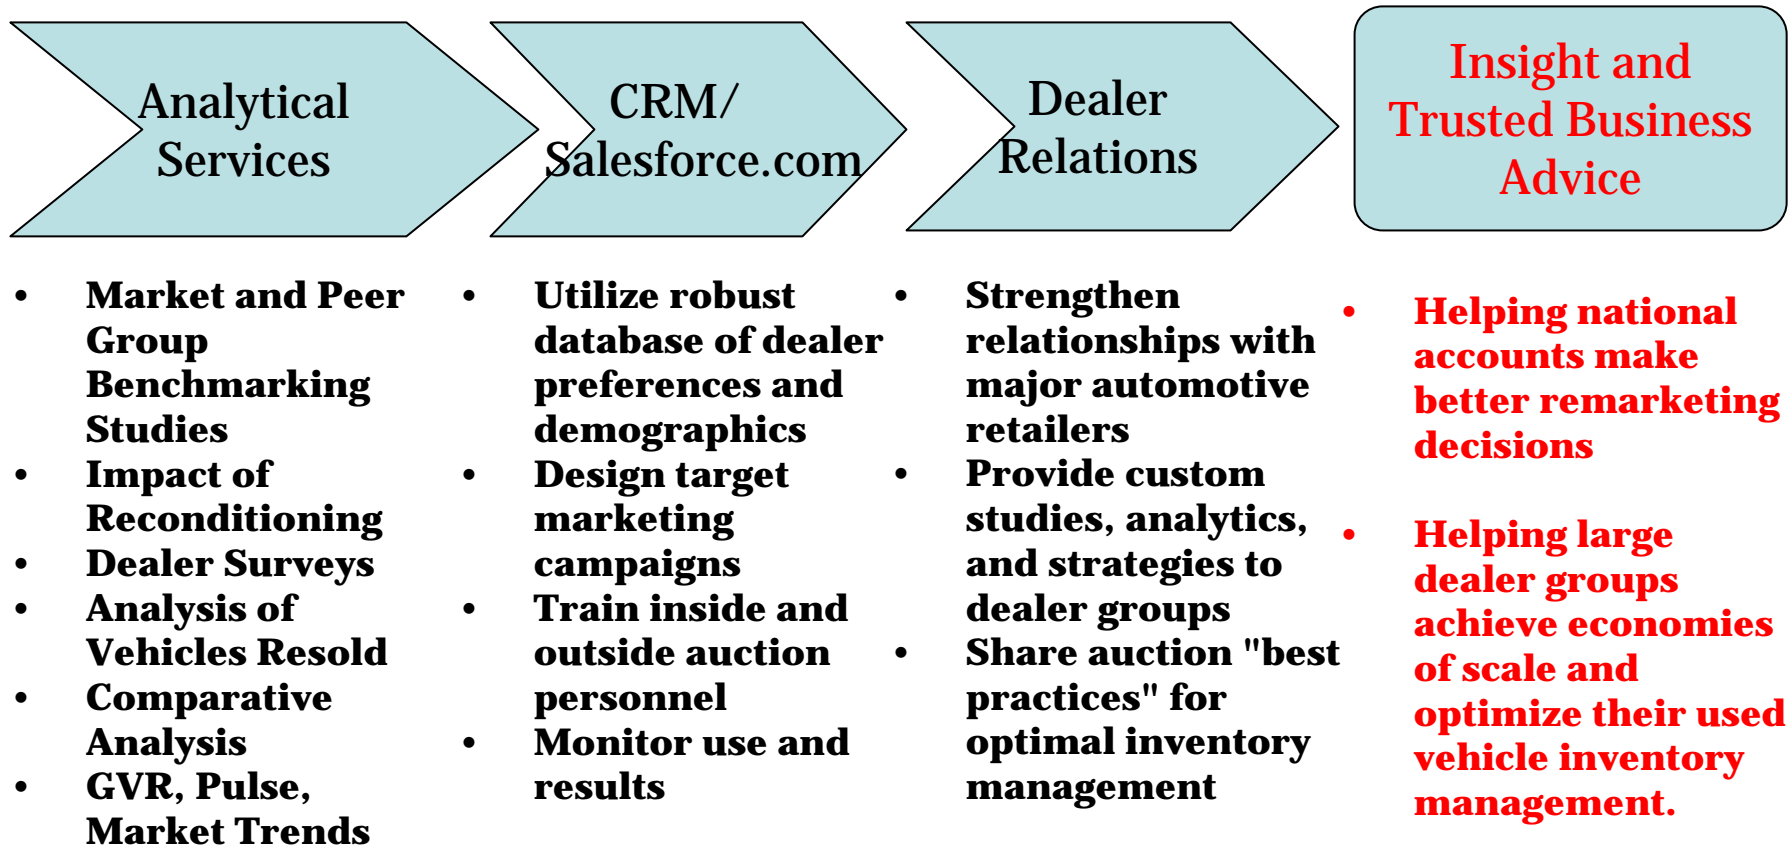 Analytical
Services
CRM/
Salesforce.com
Dealer
Relations
Insight and
Trusted Business
Advice
• Market and Peer
Group
Benchmarking
Studies
• Impact of
Reconditioning
• Dealer Surveys
• Analysis of
Vehicles Resold
• Comparative
Analysis
• GVR, Pulse,
Market Trends
• Utilize robust
database of dealer
preferences and
demographics
• Design target
marketing
campaigns
• Train inside and
outside auction
personnel
• Monitor use and
results
• Strengthen
relationships with
major automotive
retailers
• Provide custom
studies, analytics,
and strategies to
dealer groups
• Share auction "best
practices" for
optimal inventory
management
• Helping national
accounts make
better remarketing
decisions
• Helping large
dealer groups
achieve economies
of scale and
optimize their used
vehicle inventory
management.